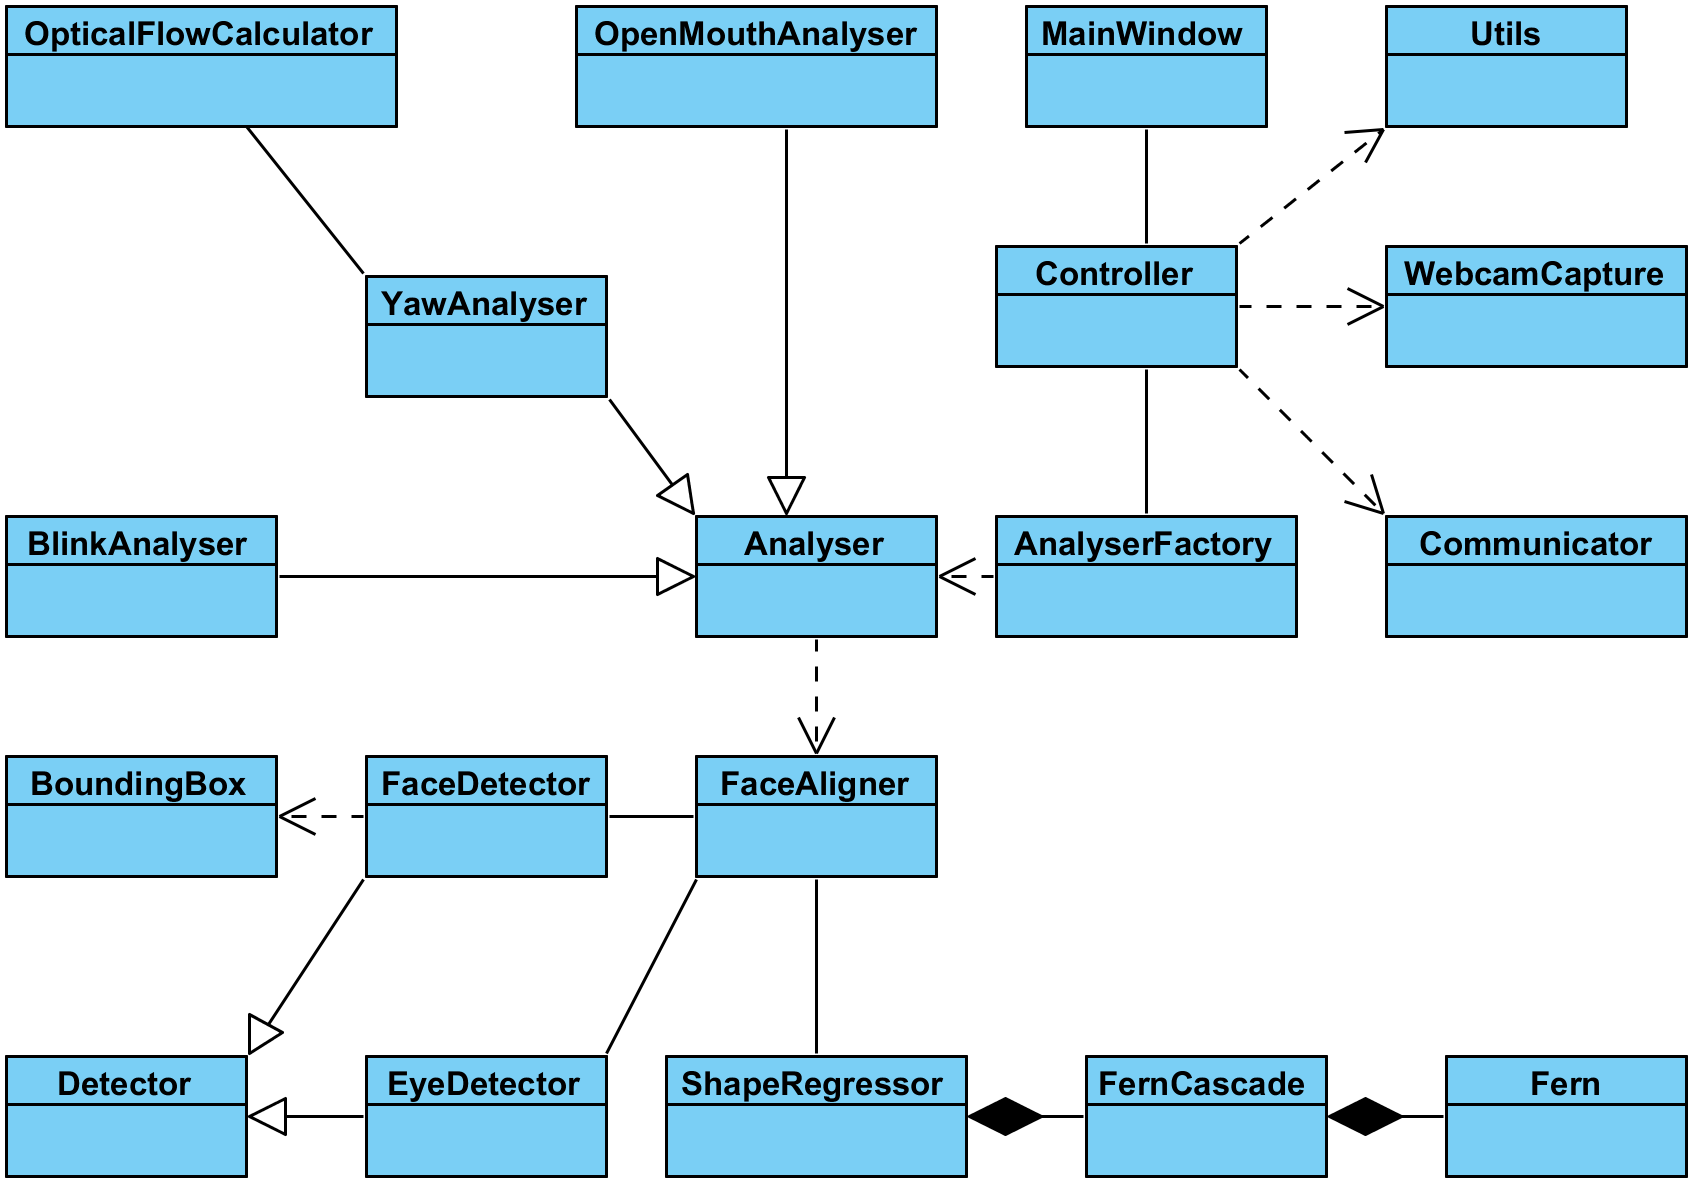 OpticalFlowCalculator
OpenMouthAnalyser
MainWindow
Utils
YawAnalyser
Controller
WebcamCapture
BlinkAnalyser
Analyser
AnalyserFactory
Communicator
BoundingBox
FaceDetector
FaceAligner
Detector
EyeDetector
ShapeRegressor
FernCascade
Fern